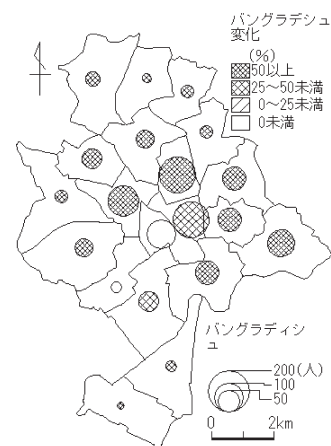 バングラデシュ
変化
(%)
50以上
25～50未満
0～25未満
0未満
バングラディシ
ュ
200(人)
100
50
0 2km